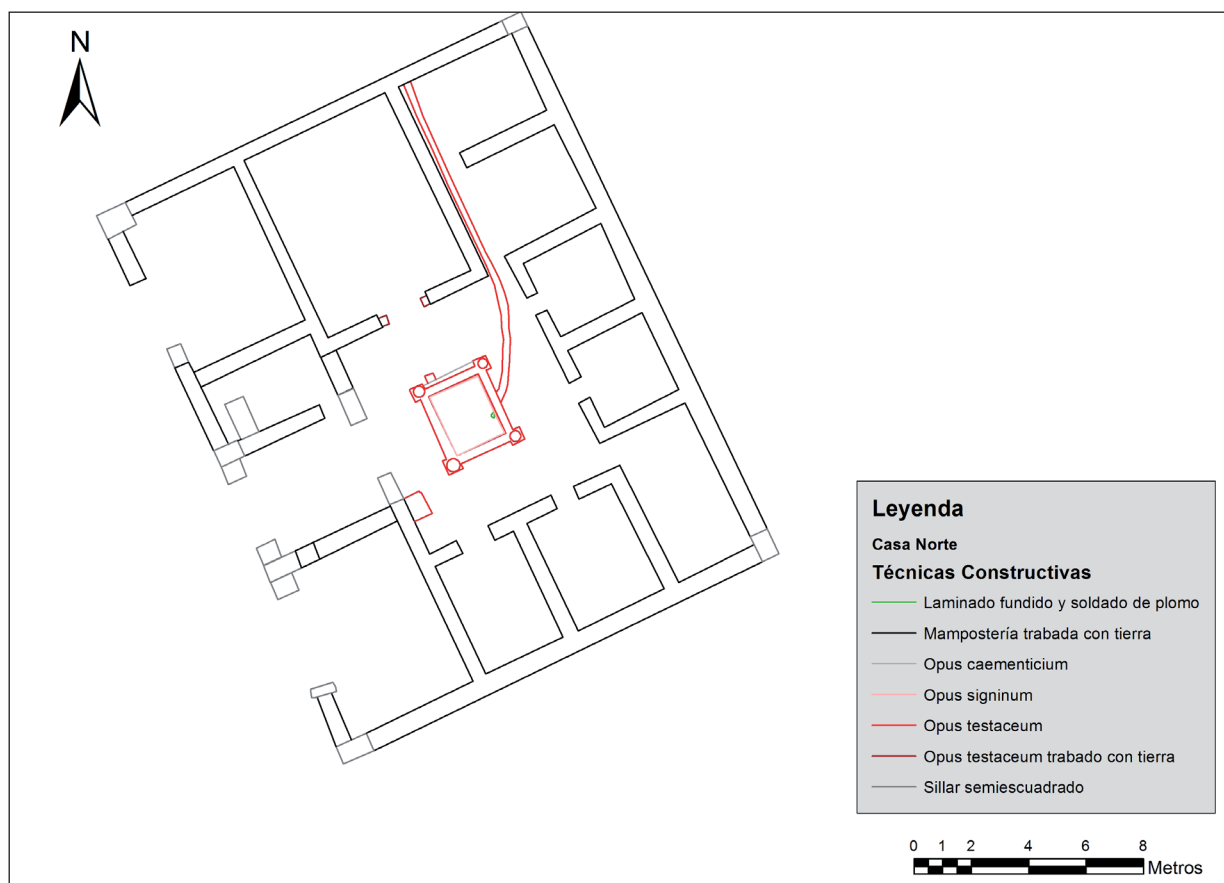 N
Leyenda
Casa Norte
Técnicas Constructivas
Laminado fundido y soldado de plomo
Mampostería trabada con tierra
Opus caementicium
Opus signinum
Opus testaceum
Opus testaceum trabado con tierra
Sillar semiescuadrado
0 1 2 4 6 8
Metros